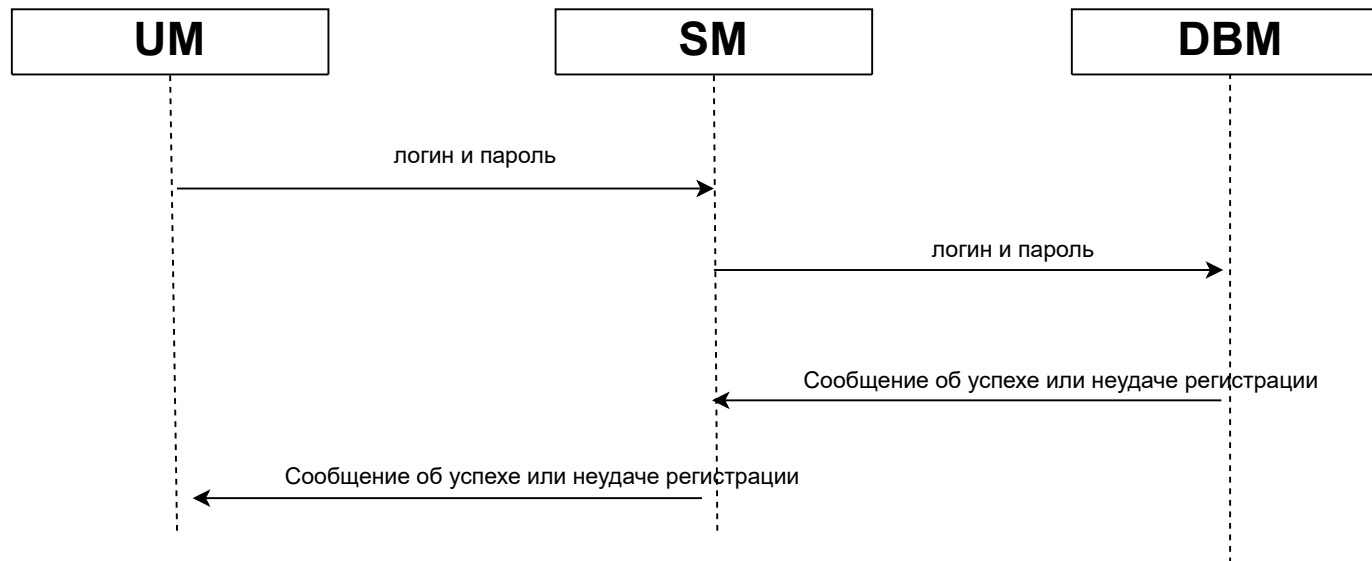 UM
SM
DBM
логин и пароль
логин и пароль
Сообщение об успехе или неудаче регистрации
Сообщение об успехе или неудаче регистрации